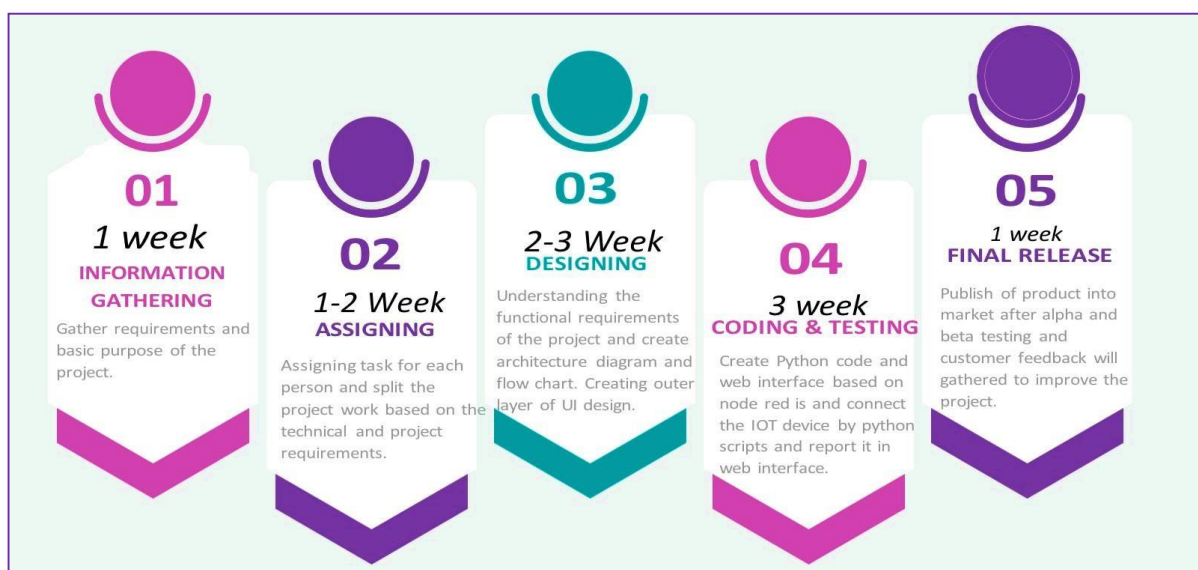 01
1 week
INFORMATION
GATHERING
Gather requirements and
basic purpose of the
project.
02
1-2 Week
ASSIGNING
Assigning task for each
person and split the
project work based on the
technical and project
requirements.
03
2-3 Week
DESIGNING
Understanding the
functional requirements
of the project and create
architecture diagram and
flow chart. Creating outer
layer of UI design.
04
3 week
CODING & TESTING
Create Python code and
web interface based on
node red is and connect
the IOT device by python
scripts and report it in
web interface.
05
1 week
FINAL RELEASE
Publish of product into
market after alpha and
beta testing and
customer feedback will
gathered to improve the
project.